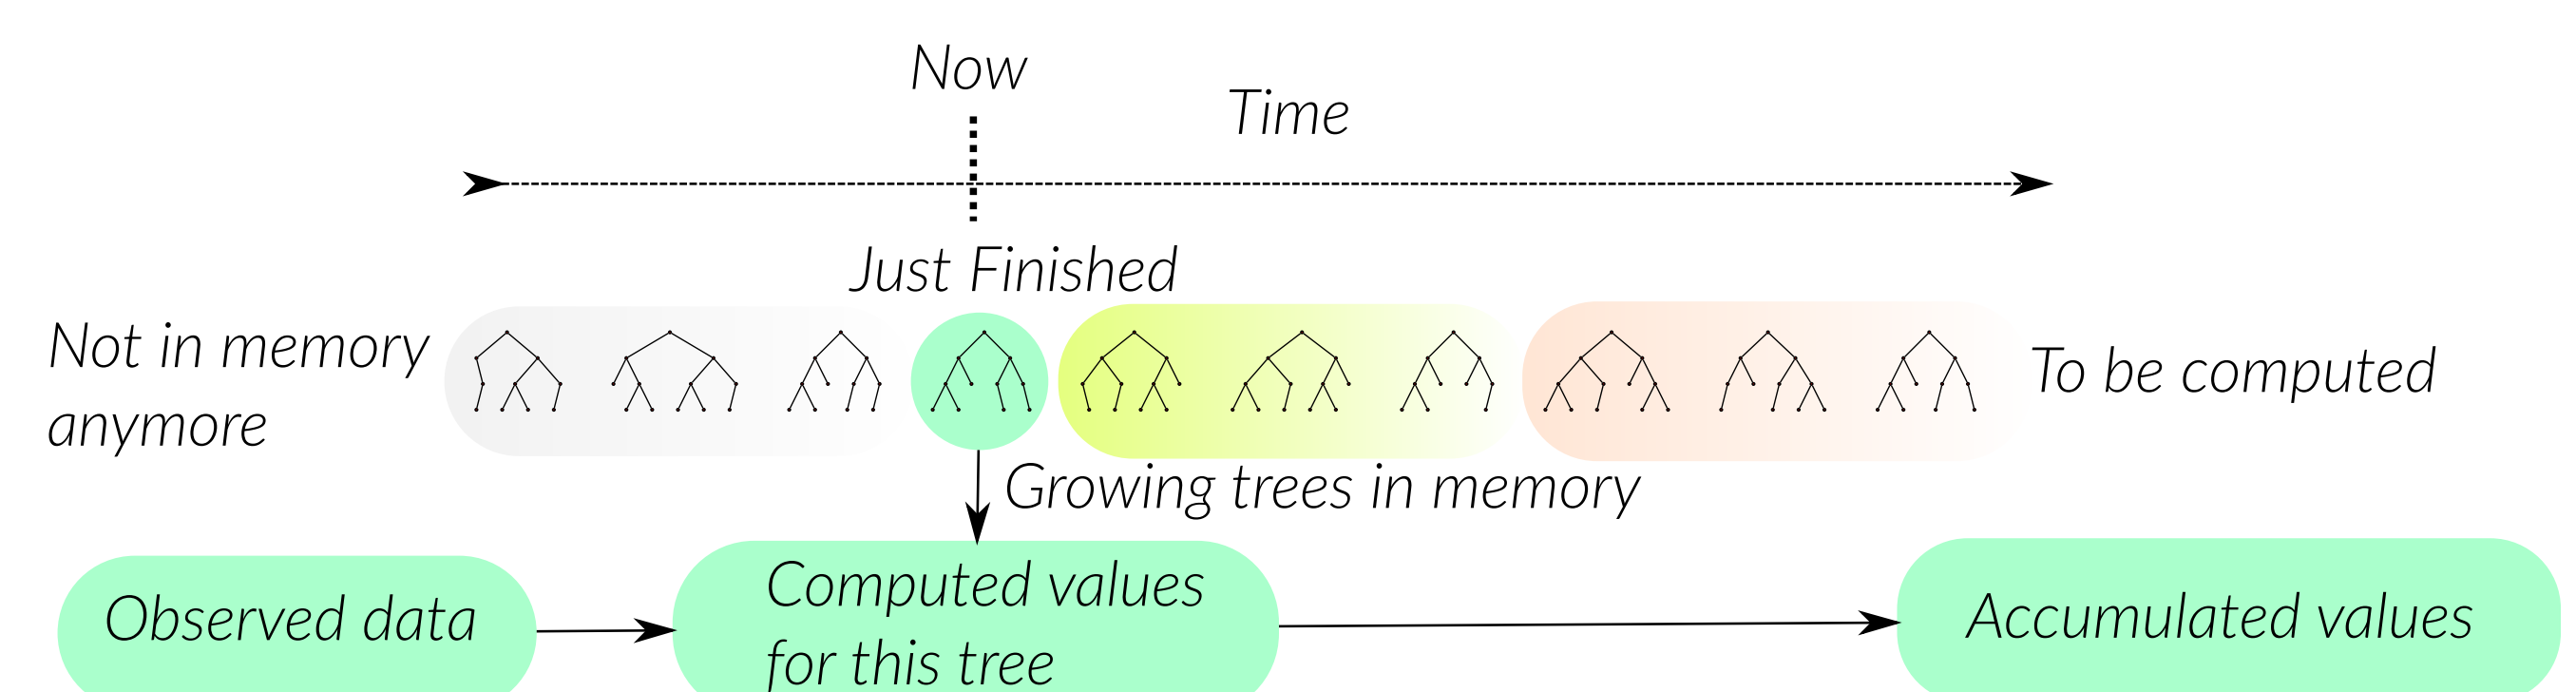 Now
Time
Just Finished
Not in memory
anymore
To be computed
Growing trees in memory
Observed data
Computed values
for this tree
Accumulated values